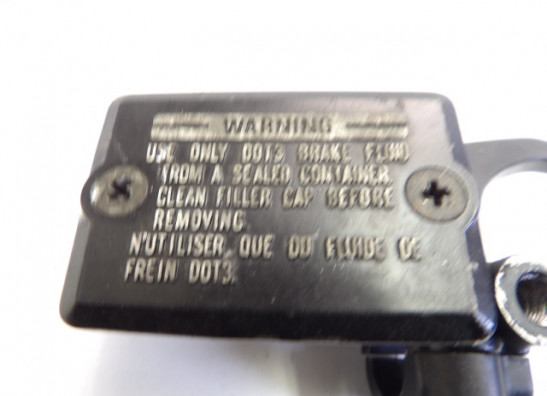 WARNING
USE ONLY DOT3 BRAKE FLUID
FROM A SEALED CONTAINER.
CLEAN FILLER CAP BEFORE
REMOVING.
N'UTILISER QUE DU FLUIDE DE
FREIN DOT3.